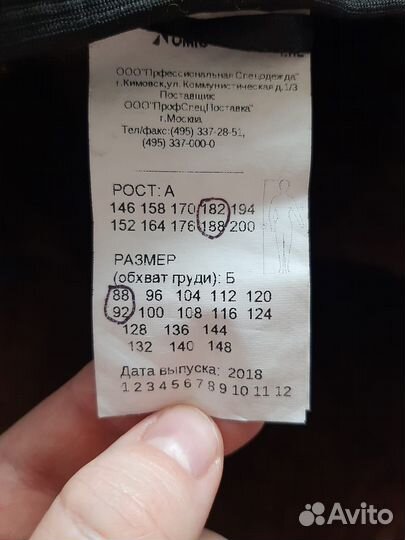 ООО"Прфессиональная Спецодежда"
г.Кимовск,ул. Коммунистическая д.1/3
Поставщик
ООО"ПрофСпецПоставка"
г.Москва
Тел/факс:(495) 337-28-51,
(495) 337-000-0
РОСТ: А
146 158 170 182 194
152 164 176 188 200
РАЗМЕР
(обхват груди): Б
88 96 104 112 120
92 100 108 116 124
128 136 144
132 140 148
Дата выпуска: 2018
1 2 3 4 5 6 7 8 9 10 11 12
Avito